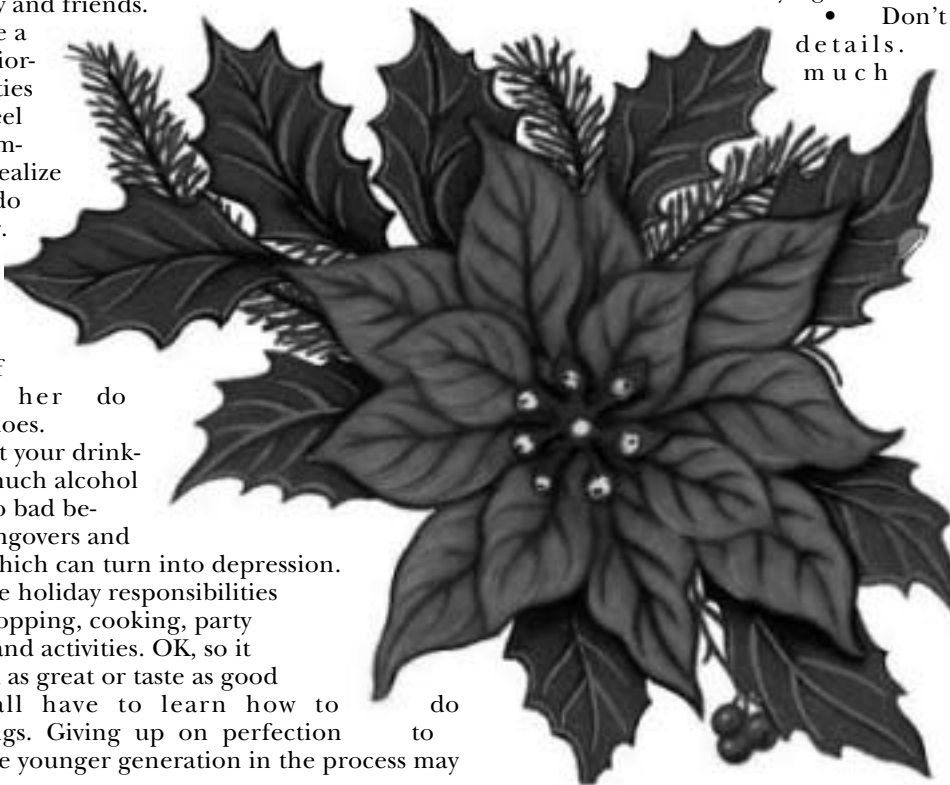 y and friends.
e a
ior-
ties
eel
m-
ealize
do
.
f
her do
oes.
t your drink-
much alcohol
o bad be-
ngovers and
hich can turn into depression.
e holiday responsibilities
opping, cooking, party
and activities. OK, so it
as great or taste as good
all have to learn how to do
gs. Giving up on perfection to
e younger generation in the process may
• Don't
details.
much